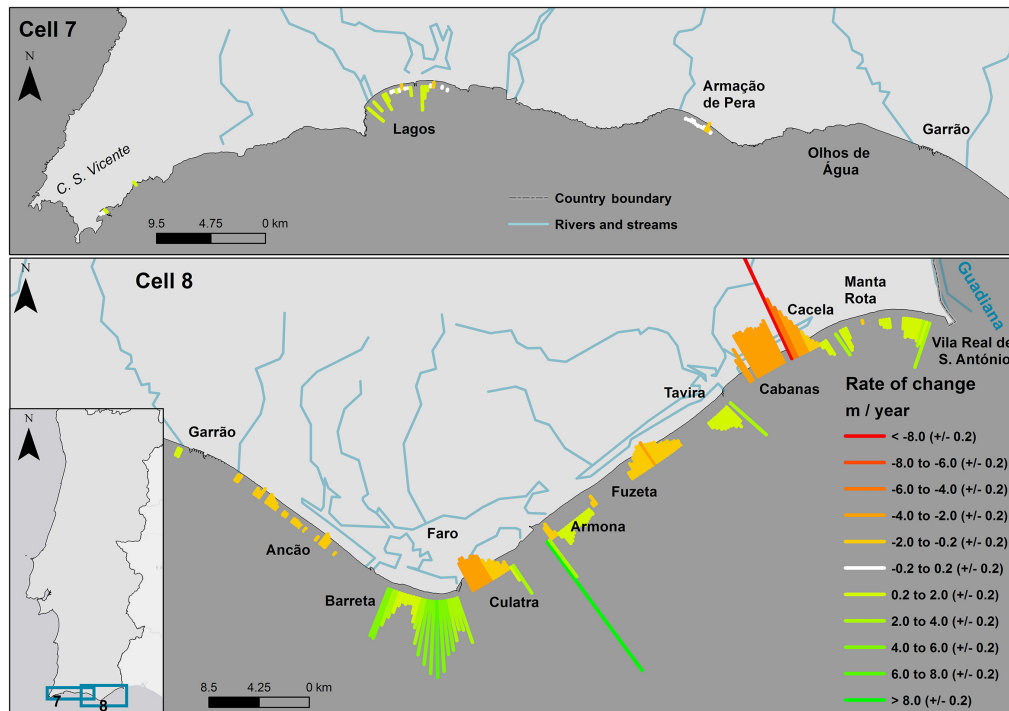 Cell 7
N
Armação
de Pera
Lagos
Garrão
C. S. Vicente
Olhos de
Água
Country boundary
9.5 4.75 0 km
Rivers and streams
N
Cell 8
Guadiana
Manta
Rota
Cacela
Vila Real de
S. António
Cabanas
Tavira
Rate of change
m / year
N
Garrão
< -8.0 (+/- 0.2)
-8.0 to -6.0 (+/- 0.2)
-6.0 to -4.0 (+/- 0.2)
Fuzeta
-4.0 to -2.0 (+/- 0.2)
Armona
Faro
-2.0 to -0.2 (+/- 0.2)
Ancão
-0.2 to 0.2 (+/- 0.2)
Barreta
Culatra
0.2 to 2.0 (+/- 0.2)
2.0 to 4.0 (+/- 0.2)
4.0 to 6.0 (+/- 0.2)
6.0 to 8.0 (+/- 0.2)
8.5 4.25 0 km
> 8.0 (+/- 0.2)
7
8